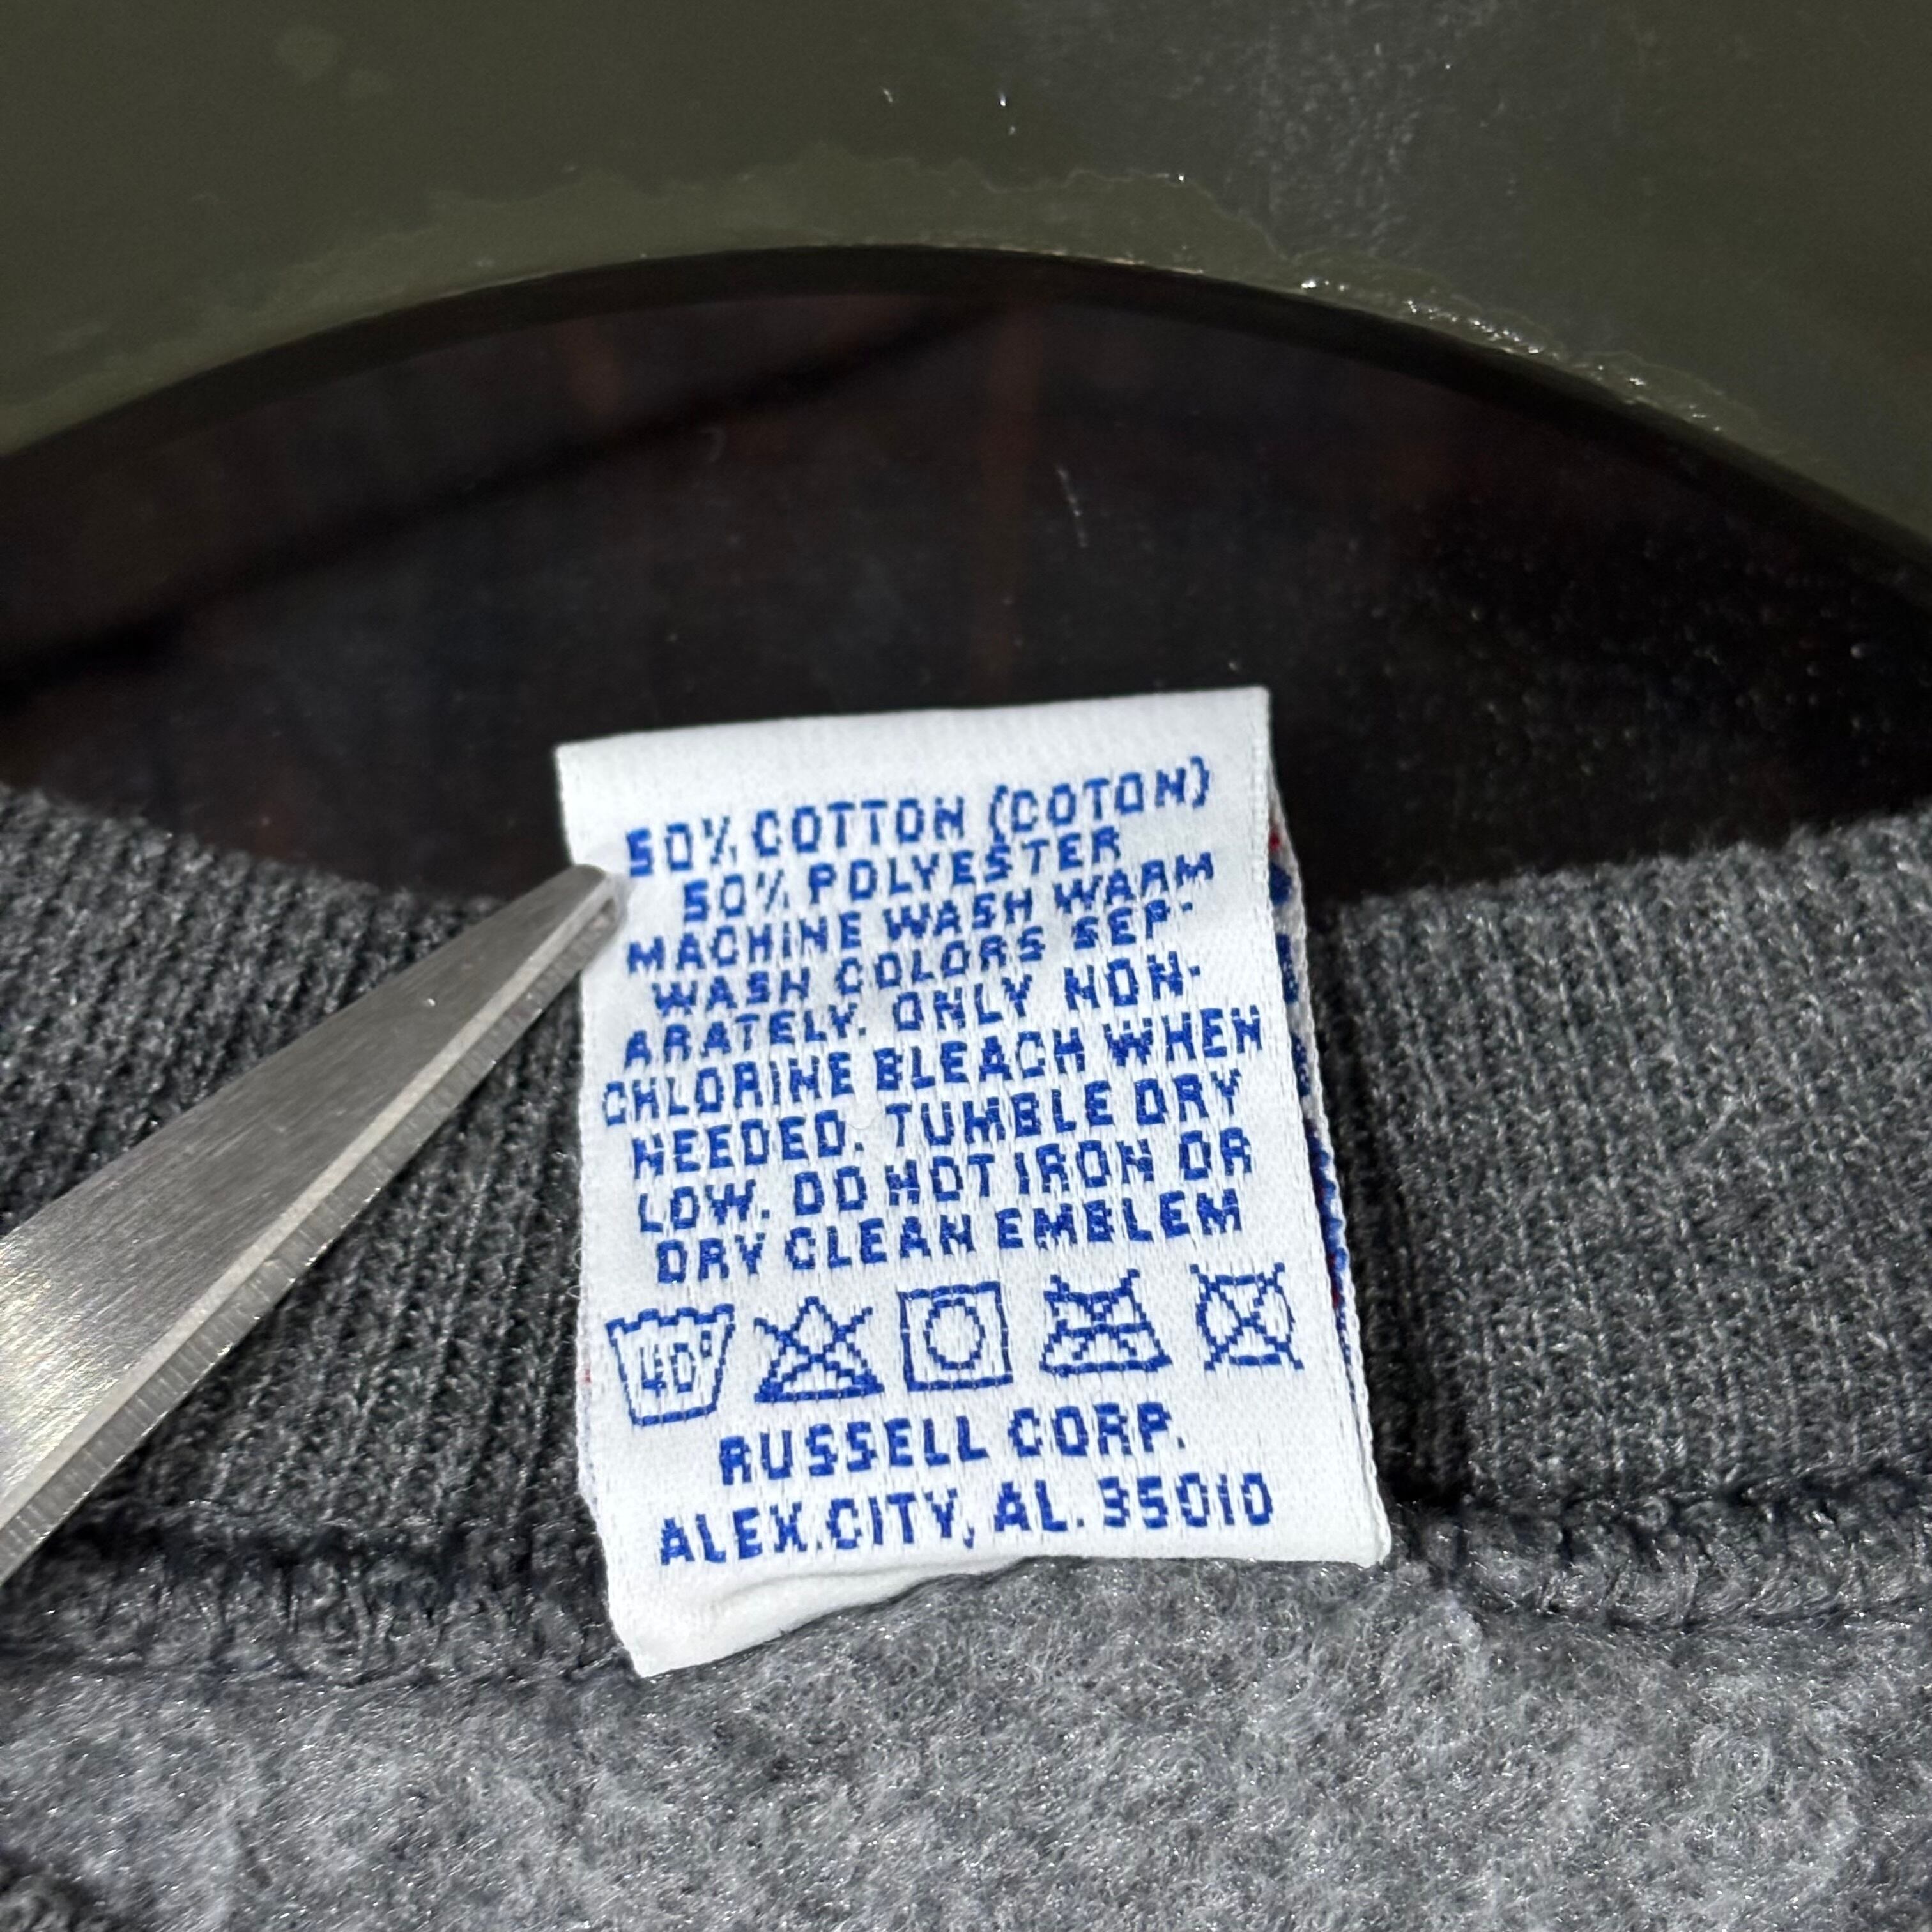 50% COTTON (COTON)
50% POLYESTER
MACHINE WASH WARM
WASH COLORS SEP-
ARATELY. ONLY NON-
CHLORINE BLEACH WHEN
NEEDED. TUMBLE DRY
LOW. DO NOT IRON OR
DRY CLEAN EMBLEM
40°
RUSSELL CORP.
ALEX.CITY, AL. 35010